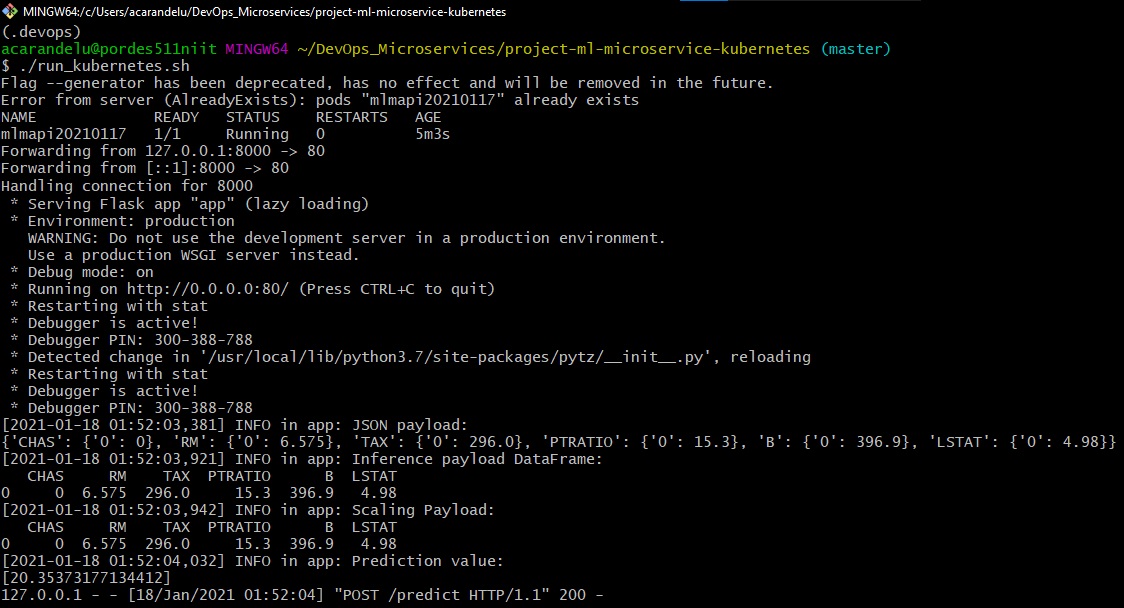 MINGW64:/c/Users/acarandelu/DevOps_Microservices/project-ml-microservice-kubernetes
(.devops)
acarandelu@pordes511niit MINGW64 ~/DevOps_Microservices/project-ml-microservice-kubernetes (master)
$ ./run_kubernetes.sh
Flag --generator has been deprecated, has no effect and will be removed in the future.
Error from server (AlreadyExists): pods "mlmapi20210117" already exists
NAME             READY   STATUS    RESTARTS   AGE
mlmapi20210117   1/1     Running   0          5m3s
Forwarding from 127.0.0.1:8000 -> 80
Forwarding from [::1]:8000 -> 80
Handling connection for 8000
 * Serving Flask app "app" (lazy loading)
 * Environment: production
   WARNING: Do not use the development server in a production environment.
   Use a production WSGI server instead.
 * Debug mode: on
 * Running on http://0.0.0.0:80/ (Press CTRL+C to quit)
 * Restarting with stat
 * Debugger is active!
 * Debugger PIN: 300-388-788
 * Detected change in '/usr/local/lib/python3.7/site-packages/pytz/__init__.py', reloading
 * Restarting with stat
 * Debugger is active!
 * Debugger PIN: 300-388-788
[2021-01-18 01:52:03,381] INFO in app: JSON payload:
{'CHAS': {'0': 0}, 'RM': {'0': 6.575}, 'TAX': {'0': 296.0}, 'PTRATIO': {'0': 15.3}, 'B': {'0': 396.9}, 'LSTAT': {'0': 4.98}}
[2021-01-18 01:52:03,921] INFO in app: Inference payload DataFrame:
   CHAS     RM    TAX  PTRATIO      B  LSTAT
0     0  6.575  296.0     15.3  396.9   4.98
[2021-01-18 01:52:03,942] INFO in app: Scaling Payload:
   CHAS     RM    TAX  PTRATIO      B  LSTAT
0     0  6.575  296.0     15.3  396.9   4.98
[2021-01-18 01:52:04,032] INFO in app: Prediction value:
[20.35373177134412]
127.0.0.1 - - [18/Jan/2021 01:52:04] "POST /predict HTTP/1.1" 200 -